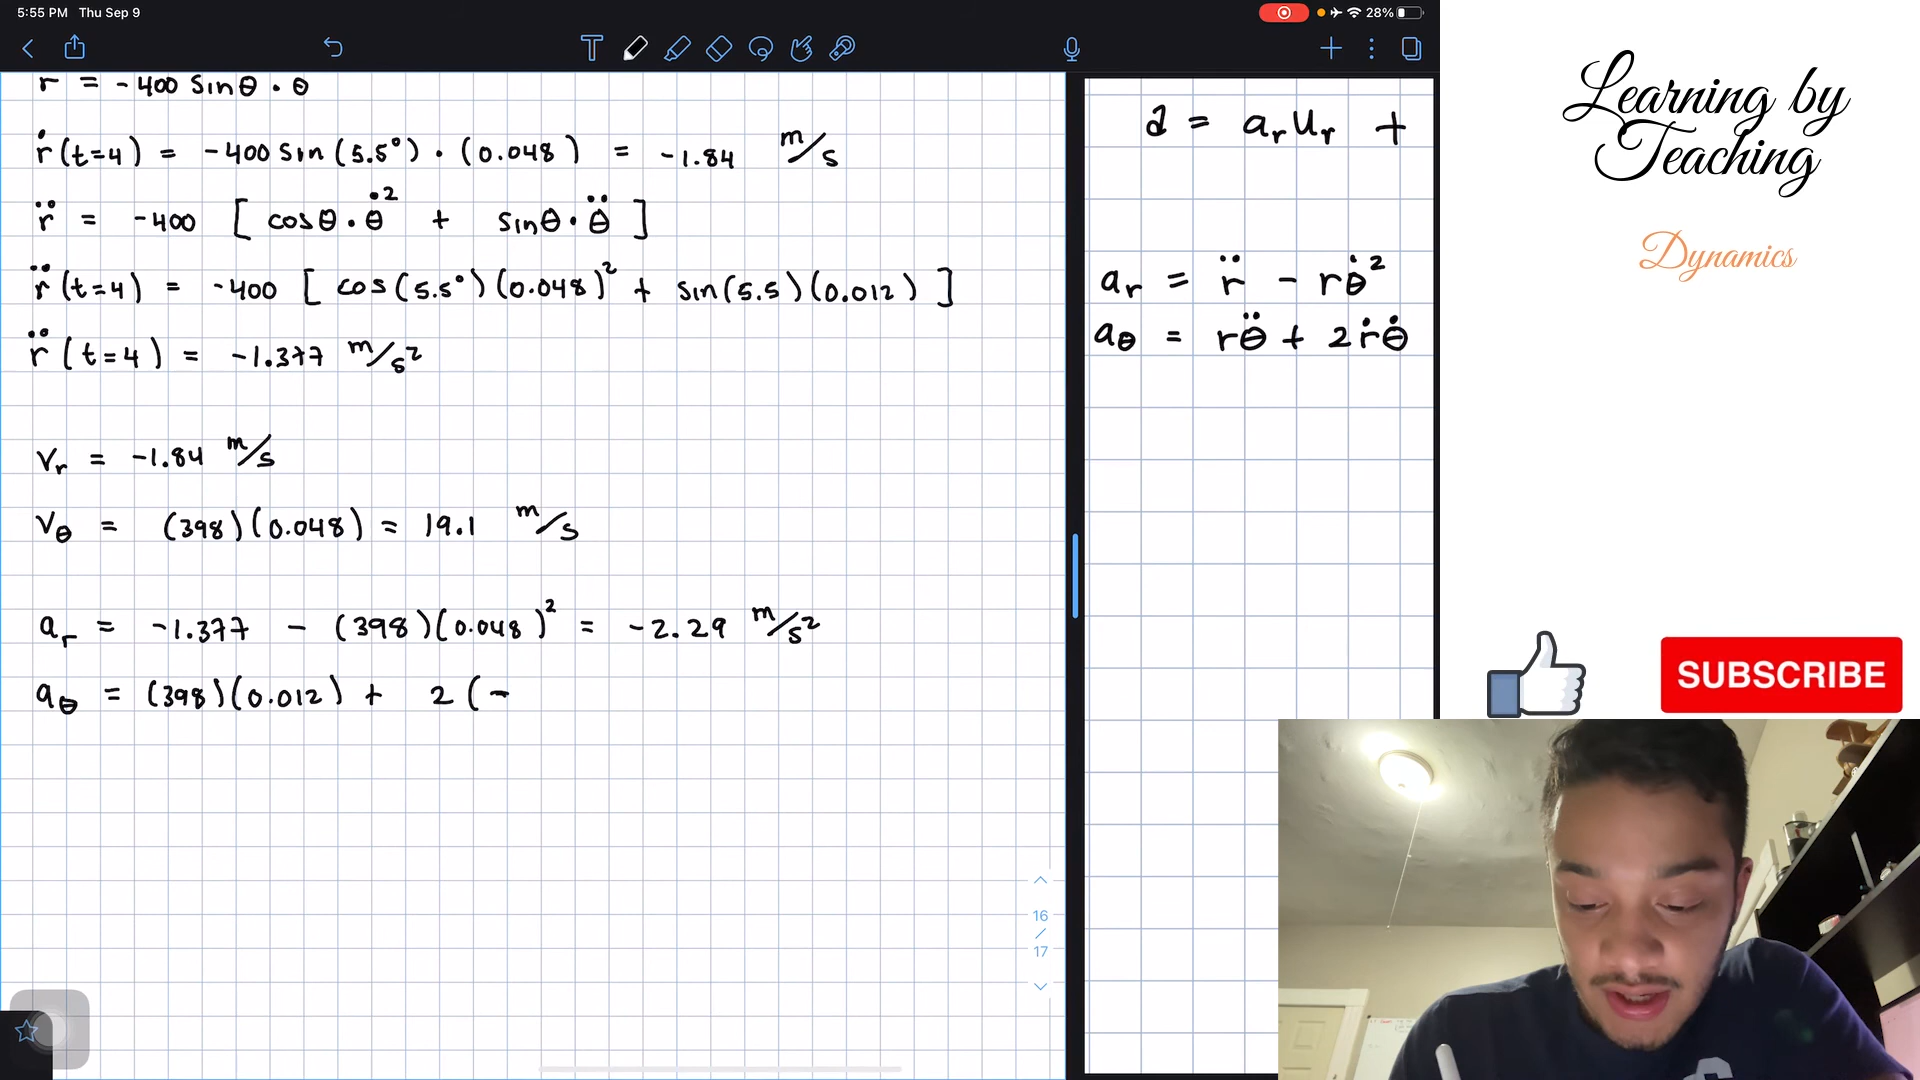 5:55 PM Thu Sep 9
28%
r = -400 sinθ · θ
ṙ(t=4) = -400 sin(5.5°) · (0.048) = -1.84 m/s
r̈ = -400 [cosθ · θ̇² + sinθ · θ̈]
r̈(t=4) = -400 [cos(5.5°)(0.048)² + sin(5.5)(0.012)]
r̈(t=4) = -1.377 m/s²
Vr = -1.84 m/s
Vθ = (398)(0.048) = 19.1 m/s
ar = -1.377 - (398)(0.048)² = -2.29 m/s²
aθ = (398)(0.012) + 2(-
16
/
17
a = arUr +
ar = r̈ - rθ̇²
aθ = rθ̈ + 2ṙθ̇
Learning by
Teaching
Dynamics
SUBSCRIBE